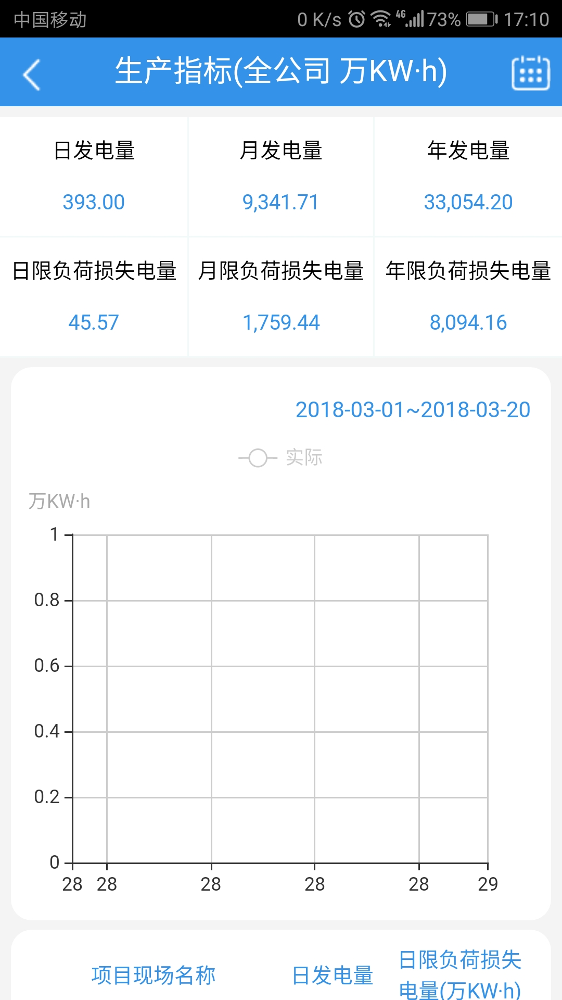 中国移动 0 K/s 4G 73% 17:10
生产指标(全公司 万KW·h)
日发电量 月发电量 年发电量
393.00 9,341.71 33,054.20
日限负荷损失电量 月限负荷损失电量 年限负荷损失电量
45.57 1,759.44 8,094.16
2018-03-01~2018-03-20
实际
万KW·h
1
0.8
0.6
0.4
0.2
0
28 28 28 28 28 29
项目现场名称 日发电量 日限负荷损失
电量(万KW·h)